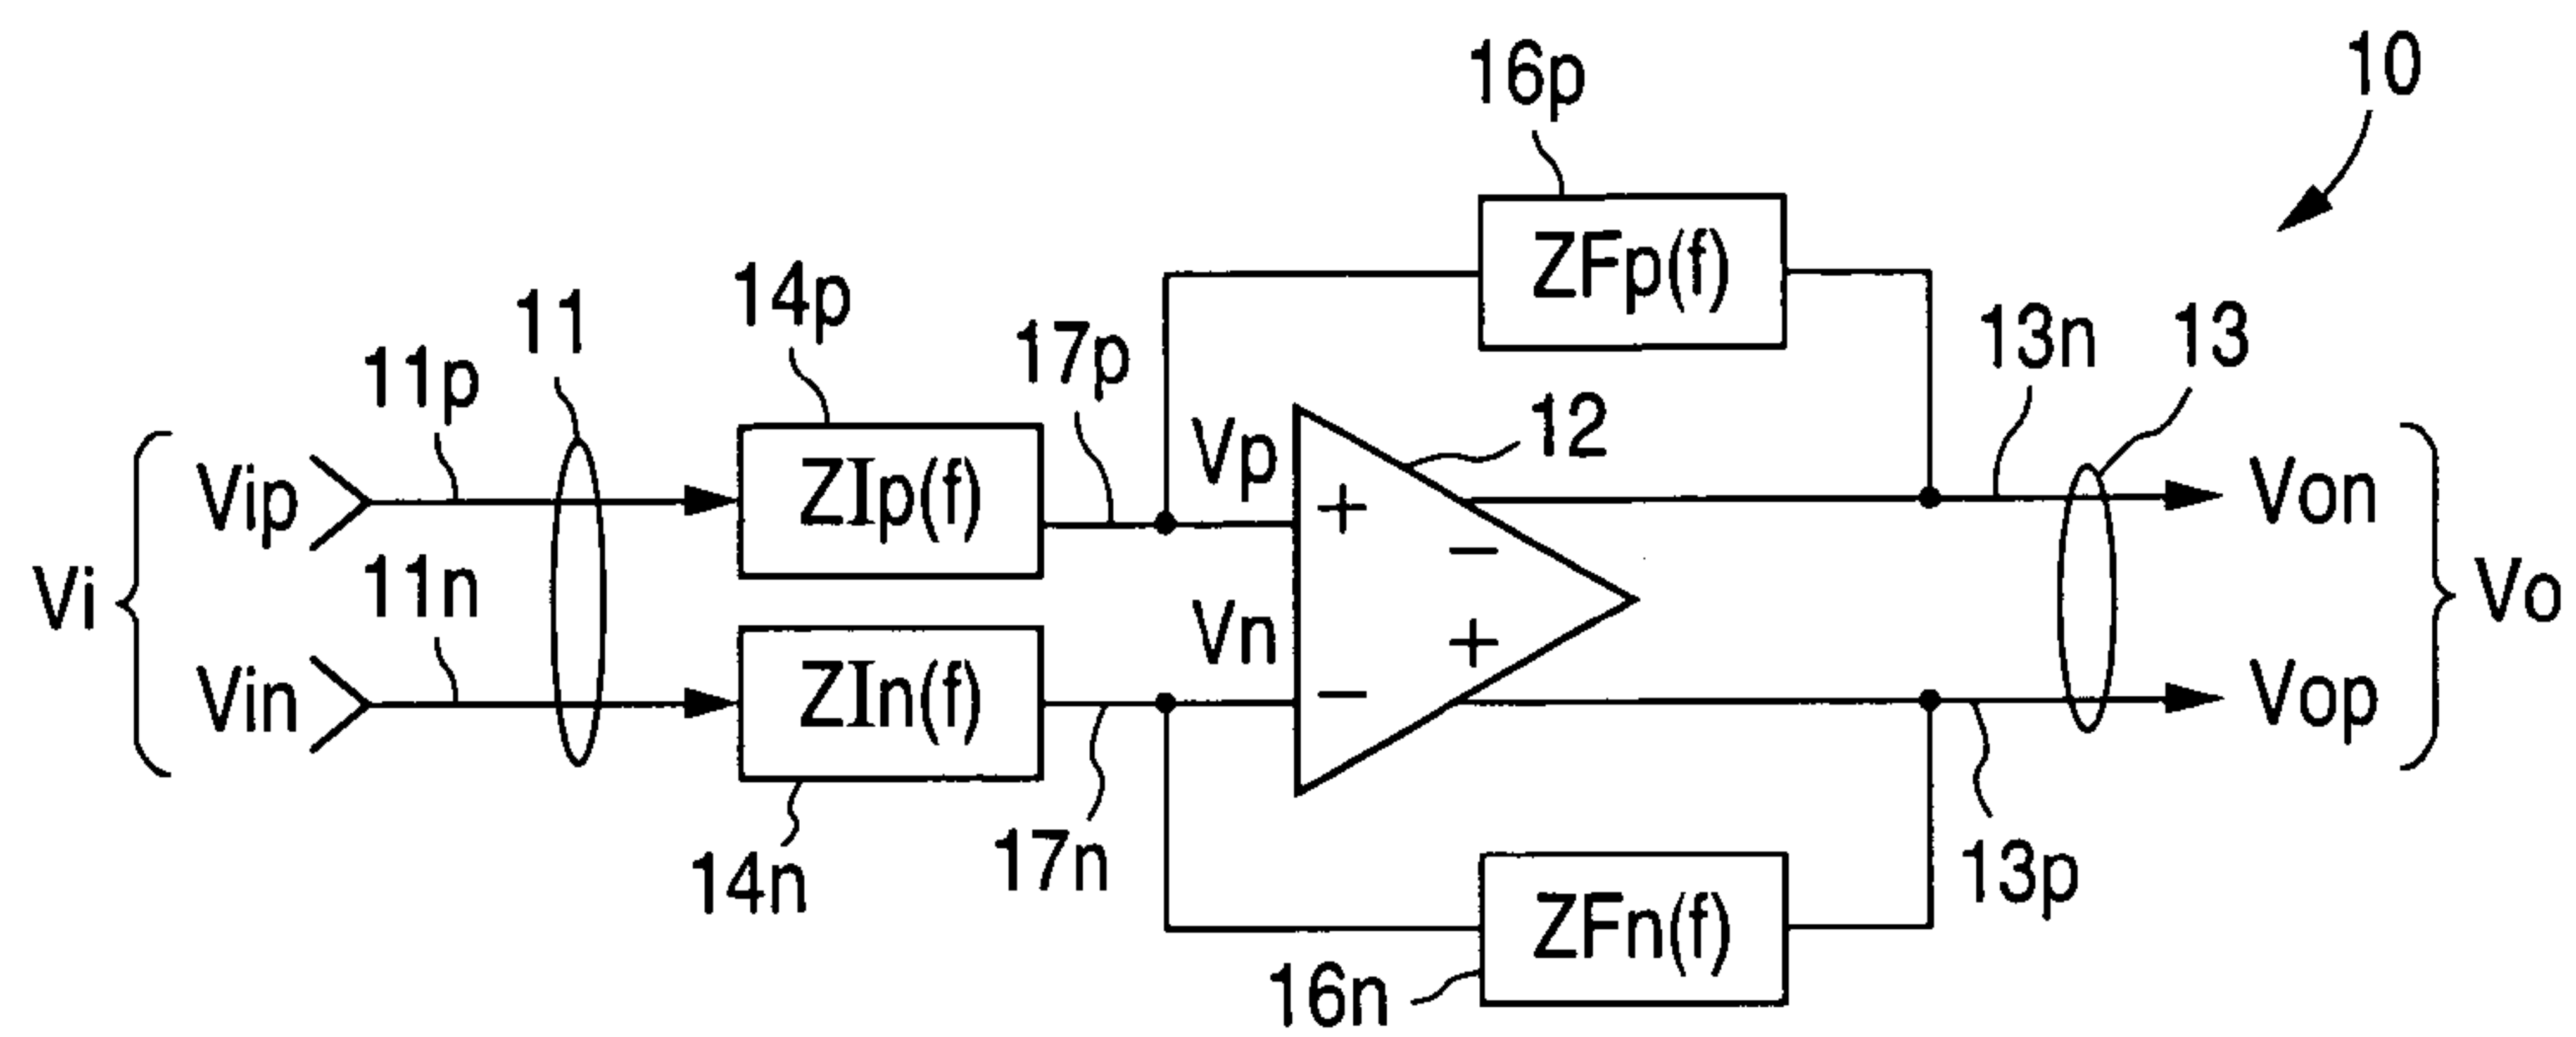 10
16p
ZFp(f)
13n
13
14p
11
17p
11p
12
Vp
Vip
ZIp(f)
+
−
Von
Vi
11n
Vn
+
Vo
Vin
ZIn(f)
−
Vop
14n
17n
13p
ZFn(f)
16n